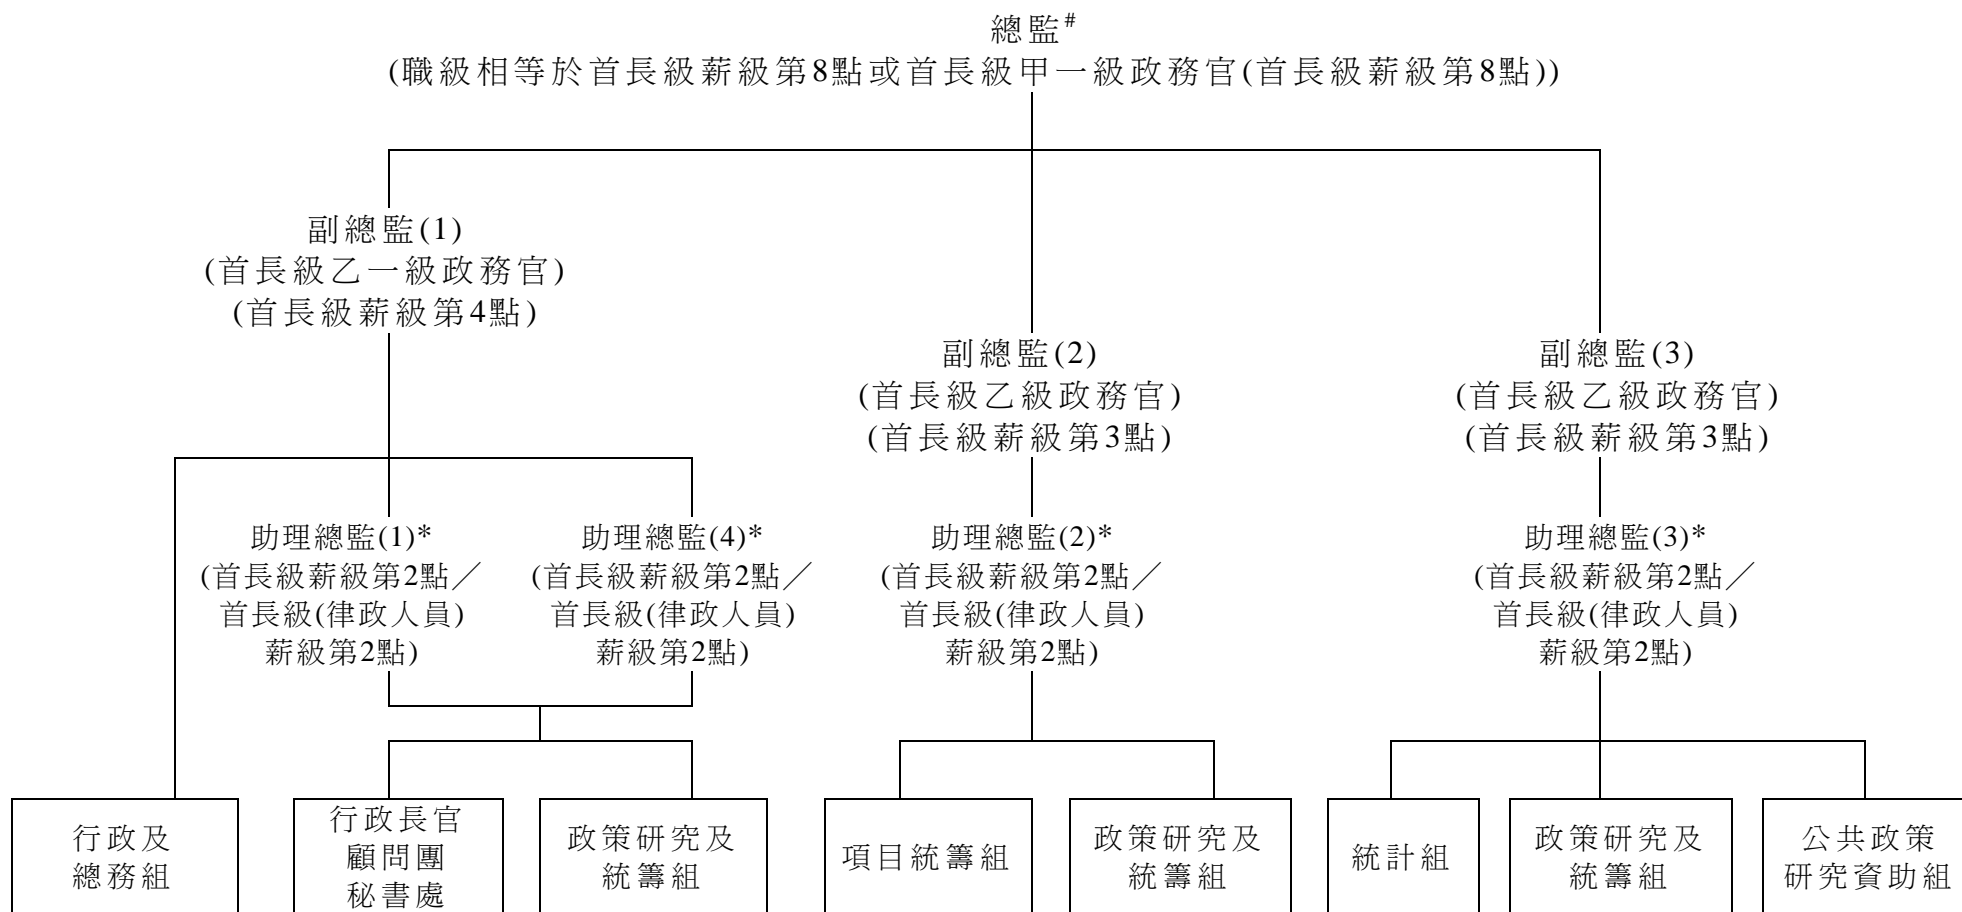 總監#
(職級相等於首長級薪級第8點或首長級甲一級政務官(首長級薪級第8點))
副總監(1)
(首長級乙一級政務官)
(首長級薪級第4點)
副總監(2)
(首長級乙級政務官)
(首長級薪級第3點)
副總監(3)
(首長級乙級政務官)
(首長級薪級第3點)
助理總監(1)*
(首長級薪級第2點／
首長級(律政人員)
薪級第2點)
助理總監(4)*
(首長級薪級第2點／
首長級(律政人員)
薪級第2點)
助理總監(2)*
(首長級薪級第2點／
首長級(律政人員)
薪級第2點)
助理總監(3)*
(首長級薪級第2點／
首長級(律政人員)
薪級第2點)
行政及
總務組
行政長官
顧問團
秘書處
政策研究及
統籌組
項目統籌組
政策研究及
統籌組
統計組
政策研究及
統籌組
公共政策
研究資助組